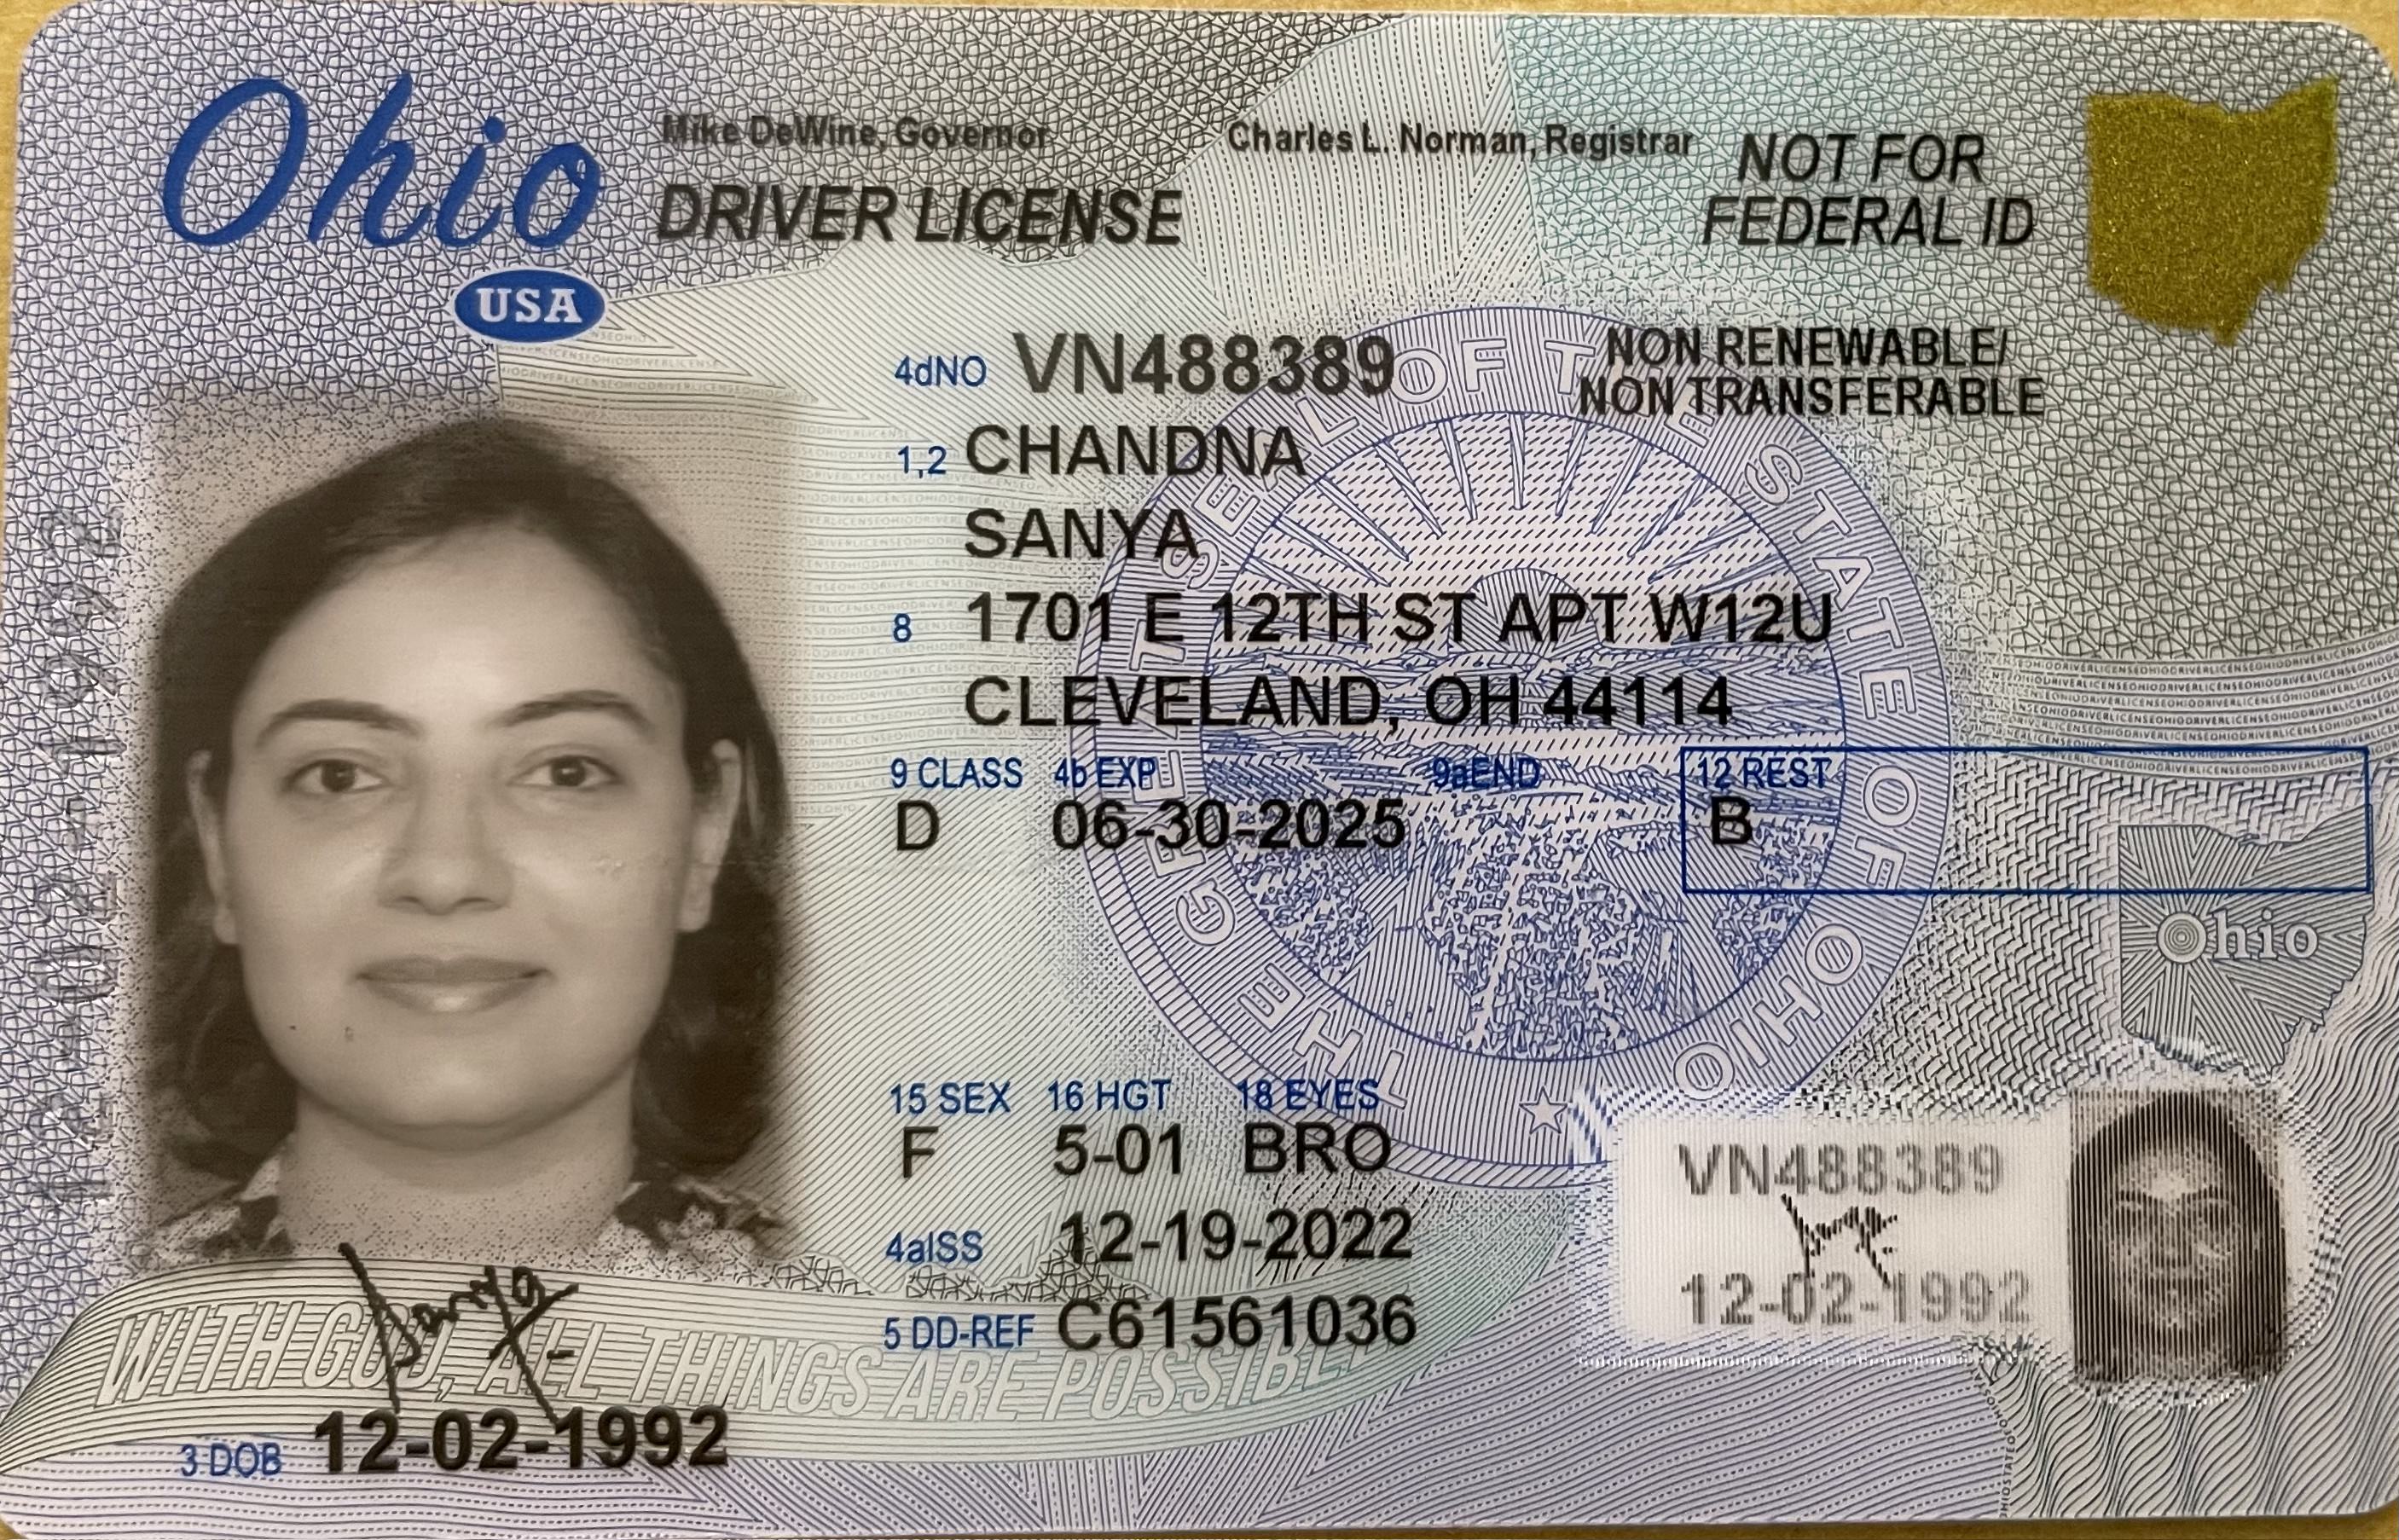 Ohio
USA
Mike DeWine, Governor
Charles L. Norman, Registrar
DRIVER LICENSE
NOT FOR
FEDERAL ID
4dNO VN488389
NON RENEWABLE/
NON TRANSFERABLE
1,2 CHANDNA
SANYA
8 1701 E 12TH ST APT W12U
CLEVELAND, OH 44114
9 CLASS 4b EXP 9aEND 12 REST
D 06-30-2025 B
THE GREAT SEAL OF THE STATE OF OHIO
Ohio
15 SEX 16 HGT 18 EYES
F 5-01 BRO
4aISS 12-19-2022
5 DD-REF C61561036
VN488389
12-02-1992
12-02-1992
Sanya
WITH GOD, ALL THINGS ARE POSSIBLE
3 DOB 12-02-1992